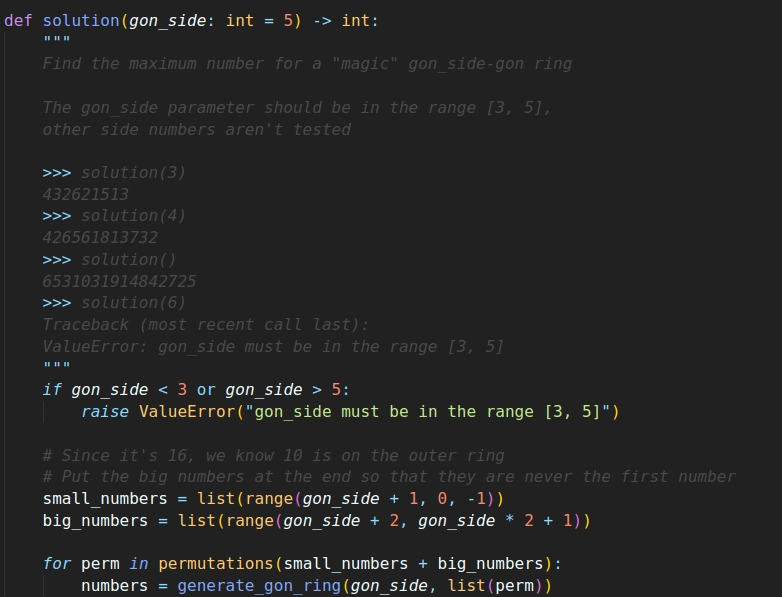 def solution(gon_side: int = 5) -> int:
"""
Find the maximum number for a "magic" gon_side-gon ring
The gon_side parameter should be in the range [3, 5],
other side numbers aren't tested
>>> solution(3)
432621513
>>> solution(4)
426561813732
>>> solution()
6531031914842725
>>> solution(6)
Traceback (most recent call last):
ValueError: gon_side must be in the range [3, 5]
"""
if gon_side < 3 or gon_side > 5:
raise ValueError("gon_side must be in the range [3, 5]")
# Since it's 16, we know 10 is on the outer ring
# Put the big numbers at the end so that they are never the first number
small_numbers = list(range(gon_side + 1, 0, -1))
big_numbers = list(range(gon_side + 2, gon_side * 2 + 1))
for perm in permutations(small_numbers + big_numbers):
numbers = generate_gon_ring(gon_side, list(perm))